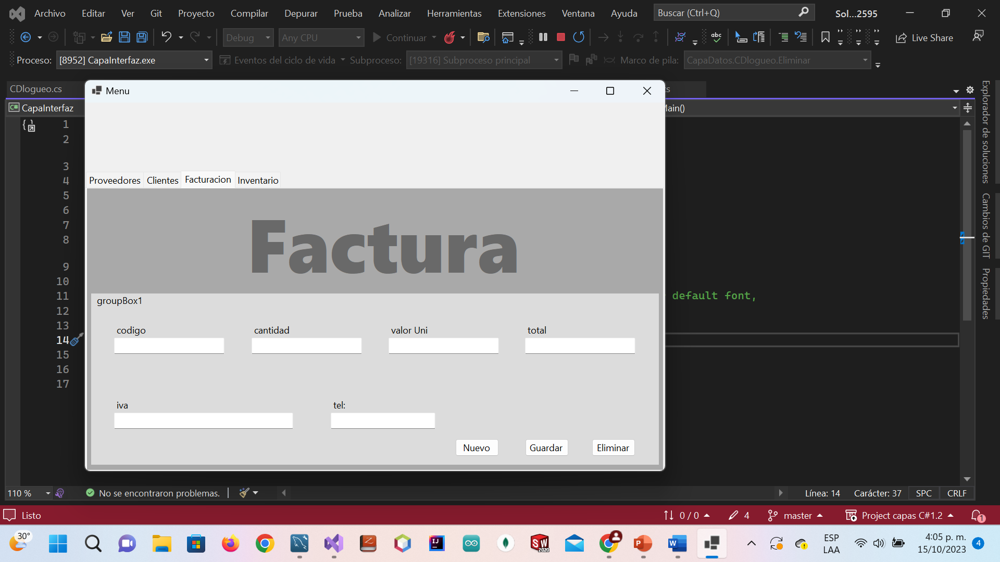 Archivo Editar Ver Git Proyecto Compilar Depurar Prueba Analizar Herramientas Extensiones Ventana Ayuda Buscar (Ctrl+Q) Sol...2595
Debug Any CPU Continuar abc Live Share
Proceso: [8952] CapaInterfaz.exe Eventos del ciclo de vida Subproceso: [19316] Subproceso principal Marco de pila: CapaDatos.CDlogueo.Eliminar
CDlogueo.cs
Menu
CapaInterfaz
Main()
1
2
3
4
5
6
7
8
9
10
11
12
13
14
15
16
17
Proveedores Clientes Facturacion Inventario
Factura
groupBox1
default font,
codigo cantidad valor Uni total
iva tel:
Nuevo Guardar Eliminar
Explorador de soluciones
Cambios de GIT
Propiedades
110 % No se encontraron problemas. Línea: 14 Carácter: 37 SPC CRLF
Listo 0 / 0 4 master Project capas C#1.2 1
30° ESP LAA 4:05 p. m. 15/10/2023 4
IJ
SW 2020
P
W